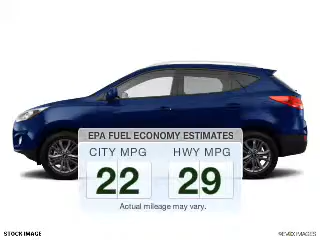 EPA FUEL ECONOMY ESTIMATES
CITY MPG HWY MPG
22 29
Actual mileage may vary.
STOCK IMAGE